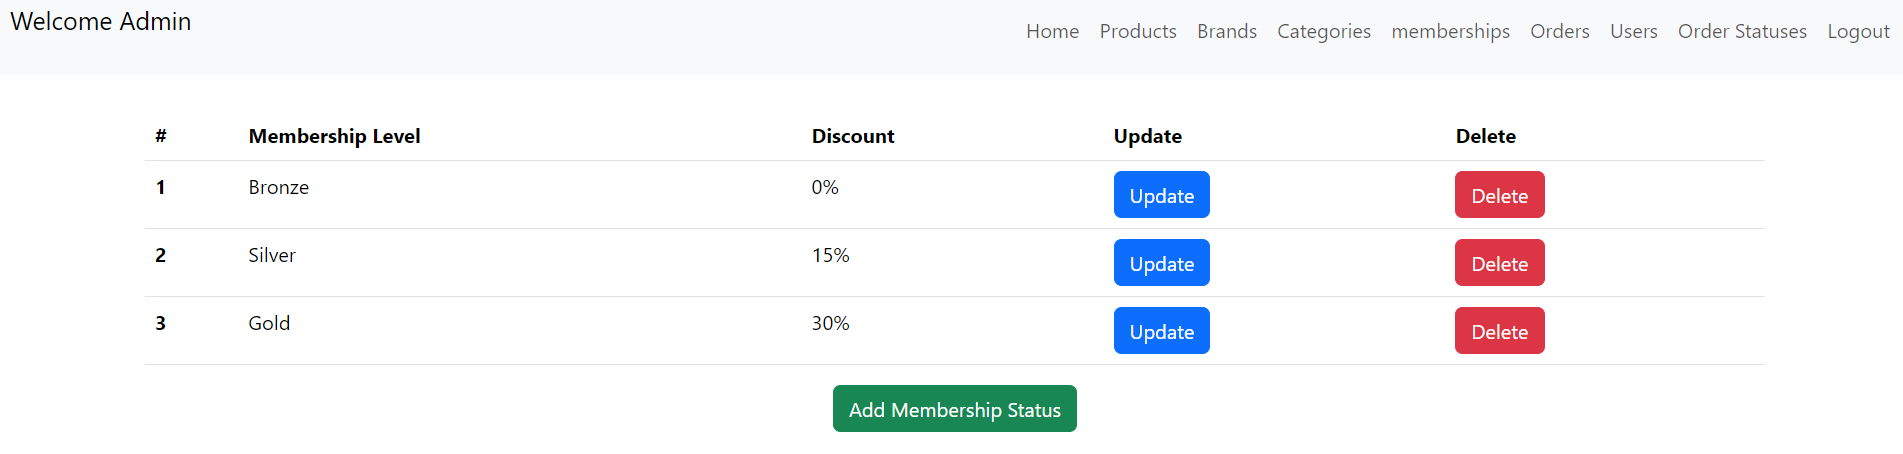 Welcome Admin
Home Products Brands Categories memberships Orders Users Order Statuses Logout
# Membership Level Discount Update Delete
1 Bronze 0% Update Delete
2 Silver 15% Update Delete
3 Gold 30% Update Delete
Add Membership Status